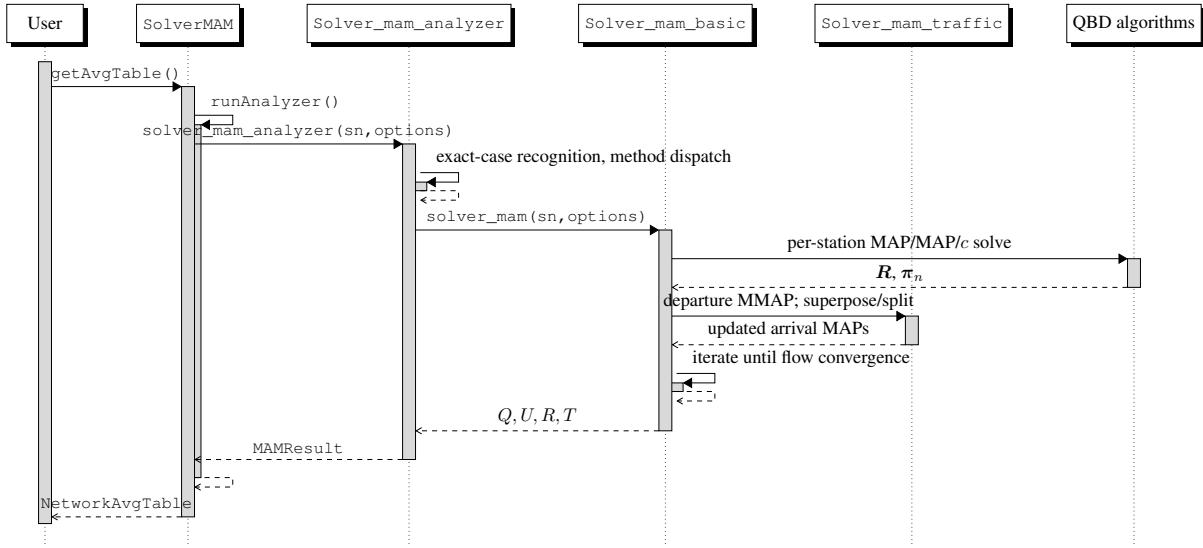 User
SolverMAM
Solver_mam_analyzer
Solver_mam_basic
Solver_mam_traffic
QBD algorithms
getAvgTable()
runAnalyzer()
solver_mam_analyzer(sn,options)
exact-case recognition, method dispatch
solver_mam(sn,options)
per-station MAP/MAP/c solve
R, π_n
departure MMAP; superpose/split
updated arrival MAPs
iterate until flow convergence
Q, U, R, T
MAMResult
NetworkAvgTable